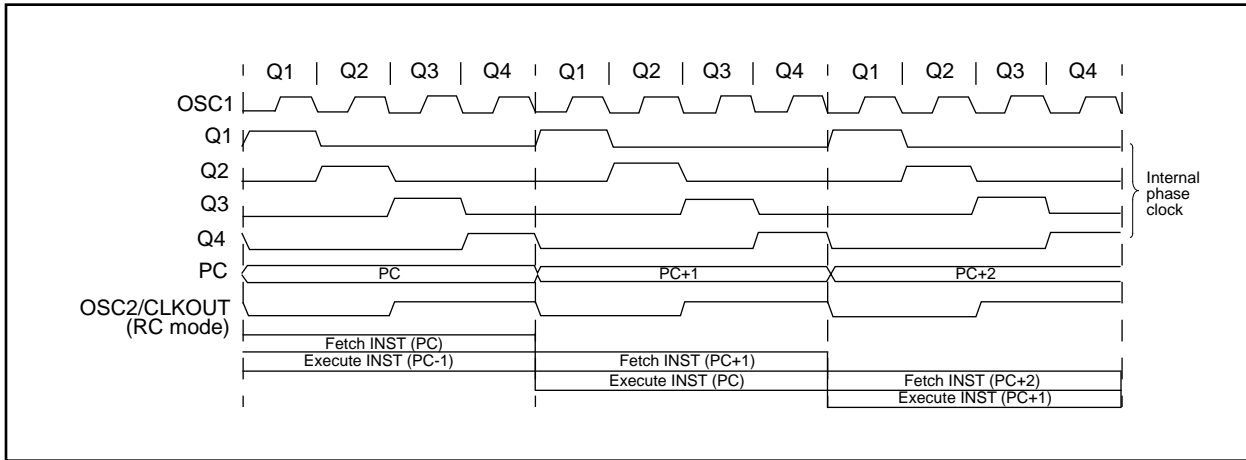 Q1 Q2 Q3 Q4 Q1 Q2 Q3 Q4 Q1 Q2 Q3 Q4
OSC1
Q1
Q2
Q3
Q4
PC
PC PC+1 PC+2
OSC2/CLKOUT
(RC mode)
Internal
phase
clock
Fetch INST (PC)
Execute INST (PC-1) Fetch INST (PC+1)
Execute INST (PC) Fetch INST (PC+2)
Execute INST (PC+1)